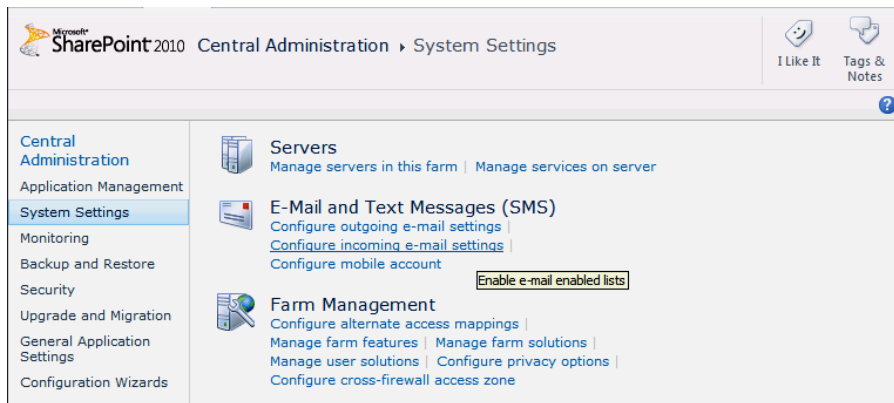 Microsoft
SharePoint 2010 Central Administration ▸ System Settings
I Like It
Tags &
Notes
Central
Administration
Application Management
System Settings
Monitoring
Backup and Restore
Security
Upgrade and Migration
General Application
Settings
Configuration Wizards
Servers
Manage servers in this farm | Manage services on server
E-Mail and Text Messages (SMS)
Configure outgoing e-mail settings |
Configure incoming e-mail settings |
Configure mobile account
Enable e-mail enabled lists
Farm Management
Configure alternate access mappings |
Manage farm features | Manage farm solutions |
Manage user solutions | Configure privacy options |
Configure cross-firewall access zone